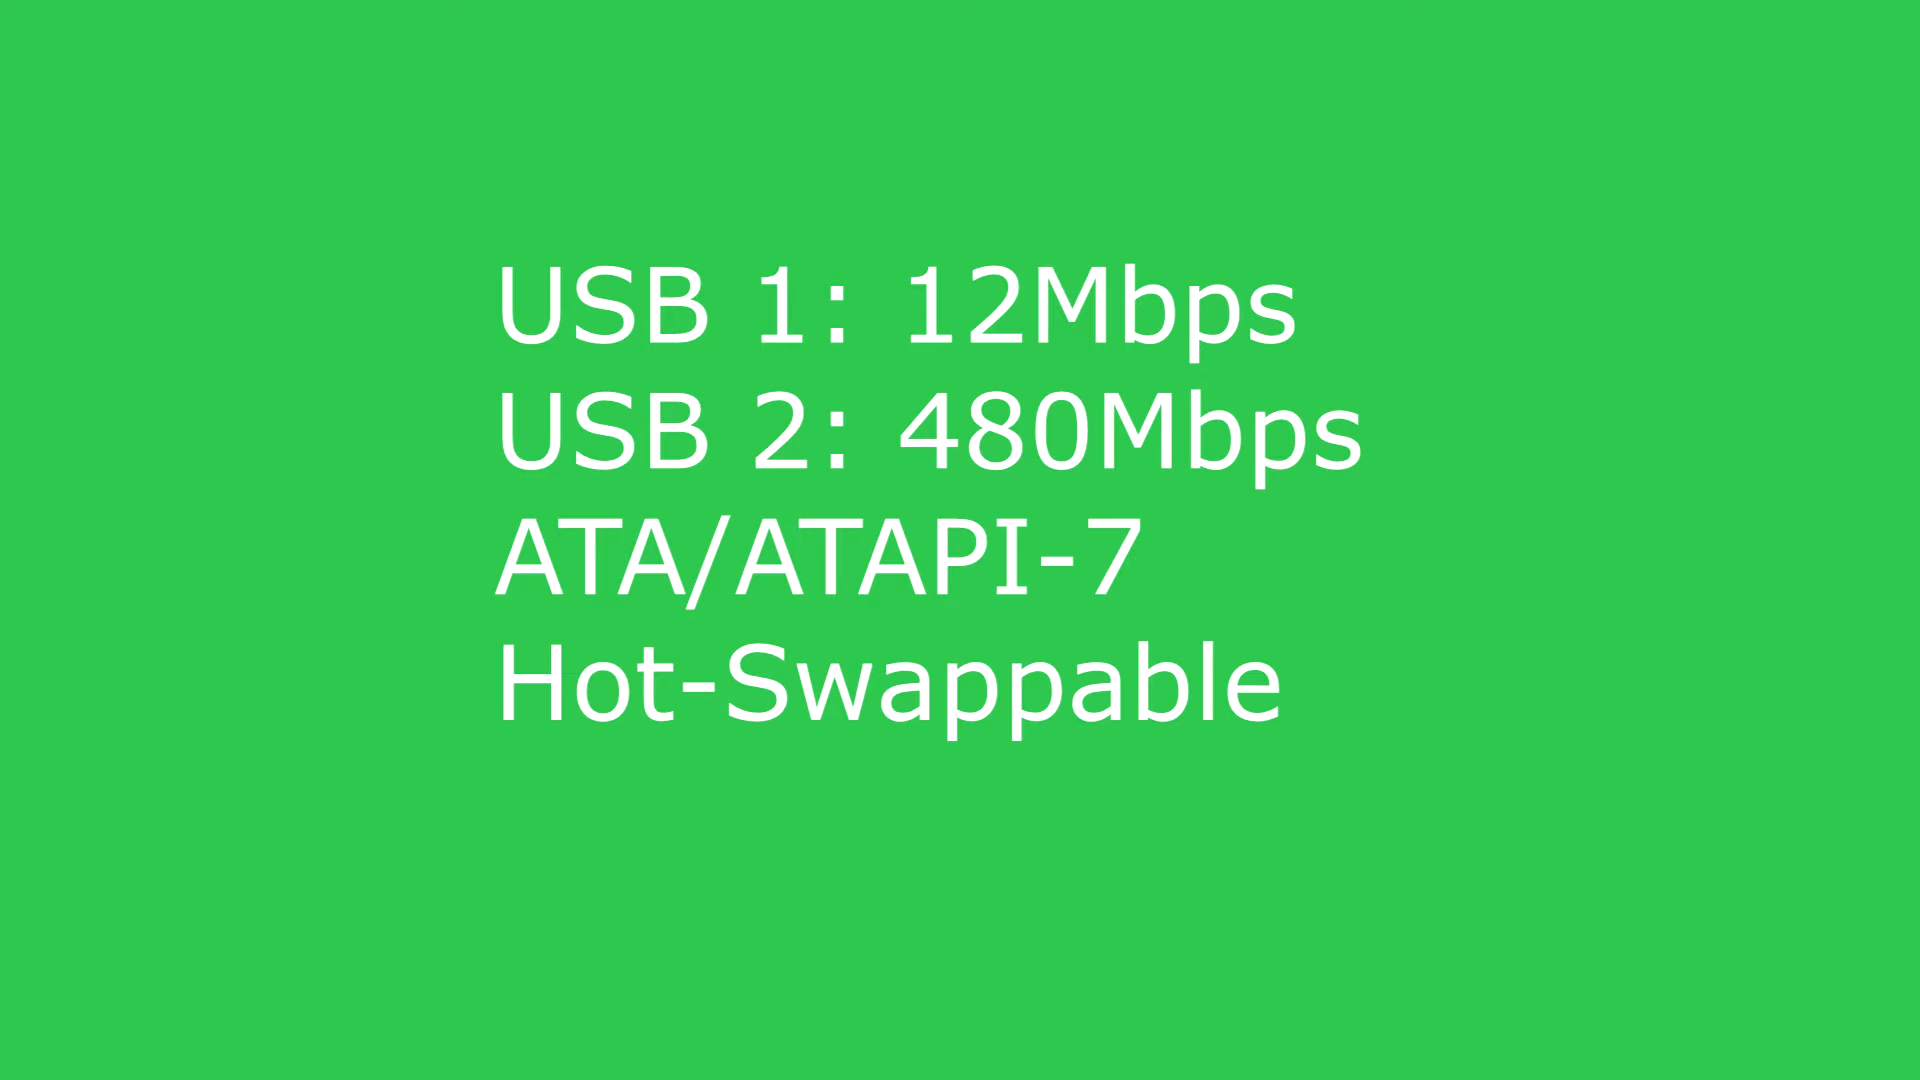 USB 1: 12Mbps
USB 2: 480Mbps
ATA/ATAPI-7
Hot-Swappable